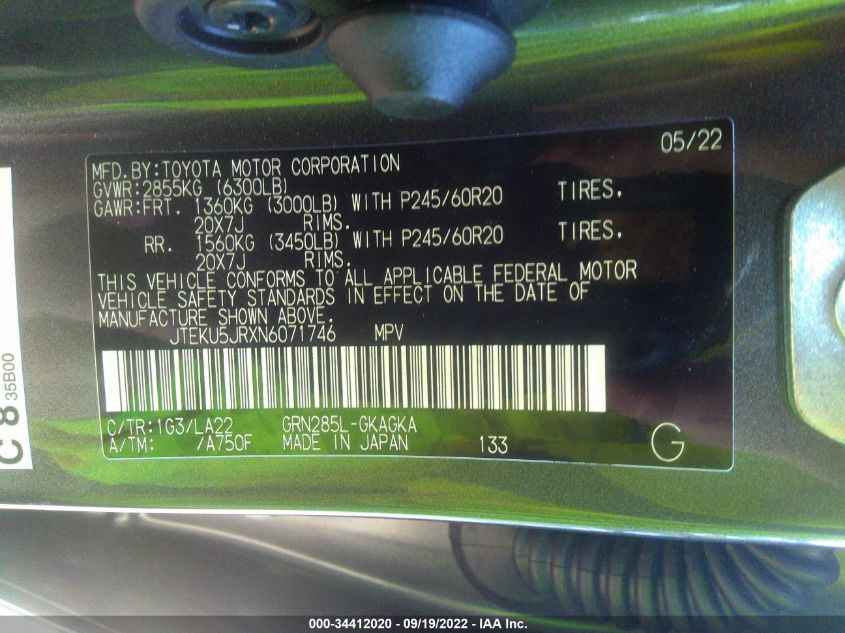 05/22
MFD.BY:TOYOTA MOTOR CORPORATION
GVWR:2855KG (6300LB)
GAWR:FRT. 1360KG (3000LB) WITH P245/60R20 TIRES,
20X7J RIMS.
RR. 1560KG (3450LB) WITH P245/60R20 TIRES,
20X7J RIMS.
THIS VEHICLE CONFORMS TO ALL APPLICABLE FEDERAL MOTOR
VEHICLE SAFETY STANDARDS IN EFFECT ON THE DATE OF
MANUFACTURE SHOWN ABOVE.
JTEKU5JRXN6071746 MPV
C/TR:1G3/LA22 GRN285L-GKAGKA
A/TM: /A750F MADE IN JAPAN 133 G
C 8
35B00
000-34412020 - 09/19/2022 - IAA Inc.